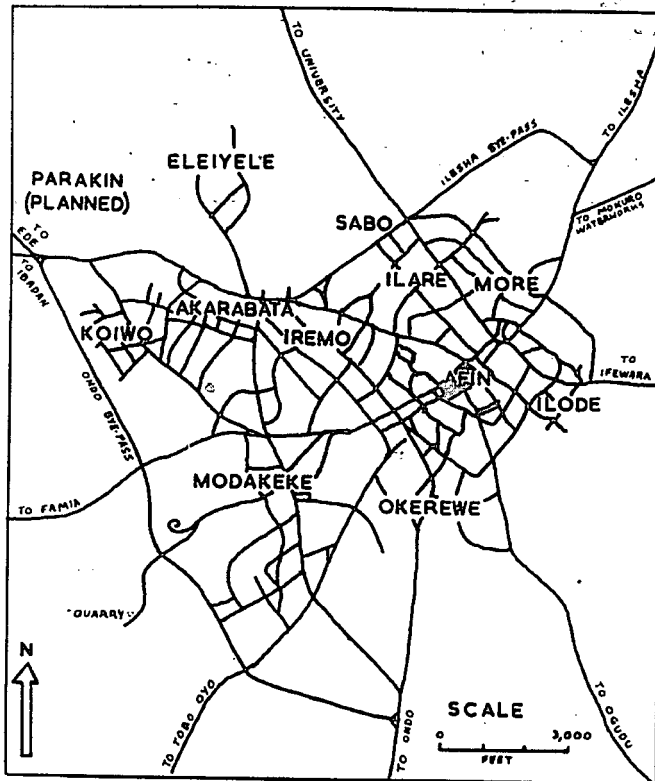 TO UNIVERSITY
TO ILESHA
ILESHA BYE-PASS
ELEIYELE
PARAKIN
(PLANNED)
TO MOKURO
WATERWORKS
SABO
TO
EDE
TO
IBADAN
ILARE
MORE
AKARABATA
KOIWO
IREMO
TO
IFEWARA
AFIN
ILODE
ONDO BYE-PASS
MODAKEKE
OKEREWE
TO FAMIA
QUARRY
N
SCALE
0 3,000
FEET
TO TORO OYO
TO ONDO
TO OGUDU